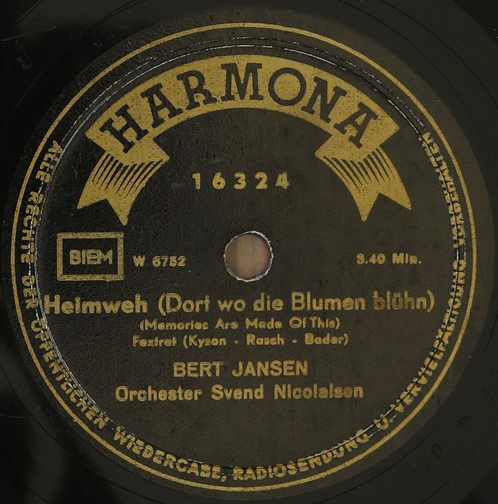 HARMONA
16324
BIEM
W 6752
3.40 Min.
Heimweh (Dort wo die Blumen blühn)
(Memories Are Made Of This)
Foxtrot (Kyson - Rasch - Bader)
BERT JANSEN
Orchester Svend Nicolaisen
ALLE RECHTE DER ÖFFENTLICHEN WIEDERGABE, RADIOSENDUNG U. VERVIELFÄLTIGUNG VORBEHALTEN